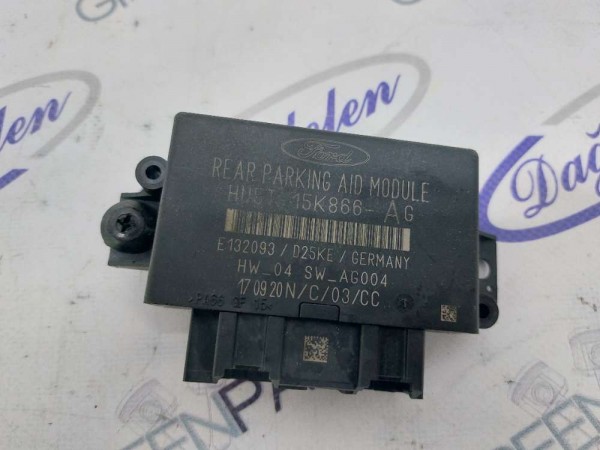 Ford
REAR PARKING AID MODULE
15K866-AG
E132093 / D25KE / GERMANY
HW_04 SW_AG004
170920N/C/03/CC